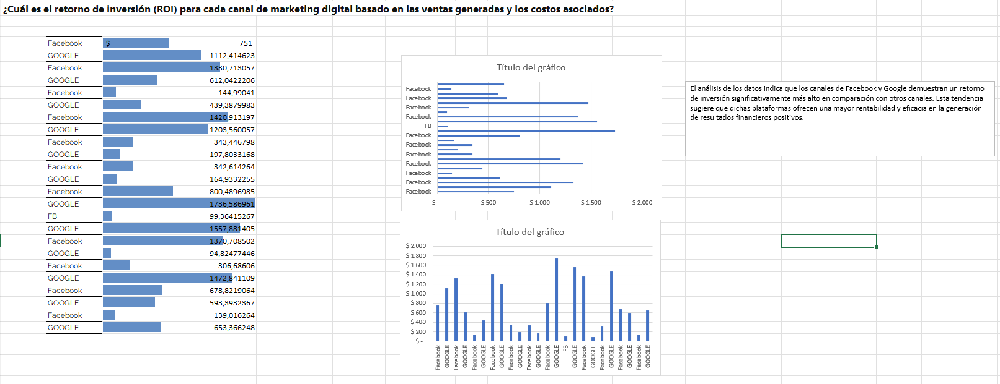 ¿Cuál es el retorno de inversión (ROI) para cada canal de marketing digital basado en las ventas generadas y los costos asociados?
Facebook $ 751
GOOGLE 1112,414623
Facebook 1330,713057
GOOGLE 612,0422206
Facebook 144,99041
GOOGLE 439,3879983
Facebook 1420,913197
GOOGLE 1203,560057
Facebook 343,446798
GOOGLE 197,8033168
Facebook 342,614264
GOOGLE 164,9332255
Facebook 800,4896985
GOOGLE 1736,586961
FB 99,36415267
GOOGLE 1557,881405
Facebook 1370,708502
GOOGLE 94,82477446
Facebook 306,68606
GOOGLE 1472,841109
Facebook 678,8219064
GOOGLE 593,3932367
Facebook 139,016264
GOOGLE 653,366248
Título del gráfico
Facebook
Facebook
Facebook
Facebook
FB
Facebook
Facebook
Facebook
Facebook
Facebook
Facebook
Facebook
$ - $ 500 $ 1.000 $ 1.500 $ 2.000
Título del gráfico
$ 2.000
$ 1.800
$ 1.600
$ 1.400
$ 1.200
$ 1.000
$ 800
$ 600
$ 400
$ 200
$ -
Facebook
GOOGLE
Facebook
GOOGLE
Facebook
GOOGLE
Facebook
GOOGLE
Facebook
GOOGLE
Facebook
GOOGLE
Facebook
GOOGLE
FB
GOOGLE
Facebook
GOOGLE
Facebook
GOOGLE
Facebook
GOOGLE
Facebook
GOOGLE
El análisis de los datos indica que los canales de Facebook y Google demuestran un retorno
de inversión significativamente más alto en comparación con otros canales. Esta tendencia
sugiere que dichas plataformas ofrecen una mayor rentabilidad y eficacia en la generación
de resultados financieros positivos.